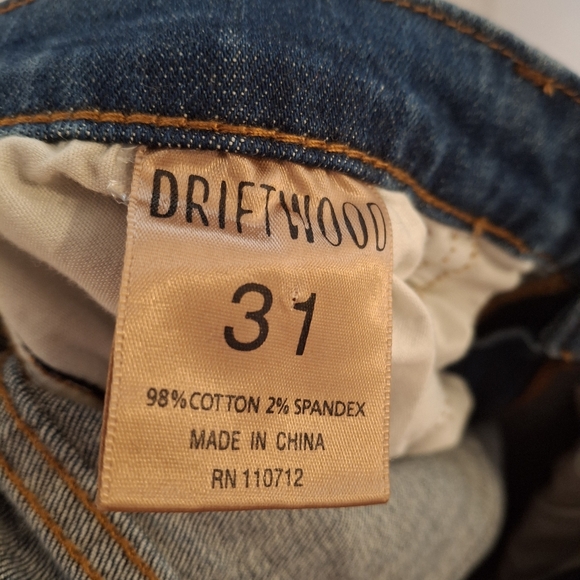 DRIFTWOOD
31
98% COTTON 2% SPANDEX
MADE IN CHINA
RN 110712